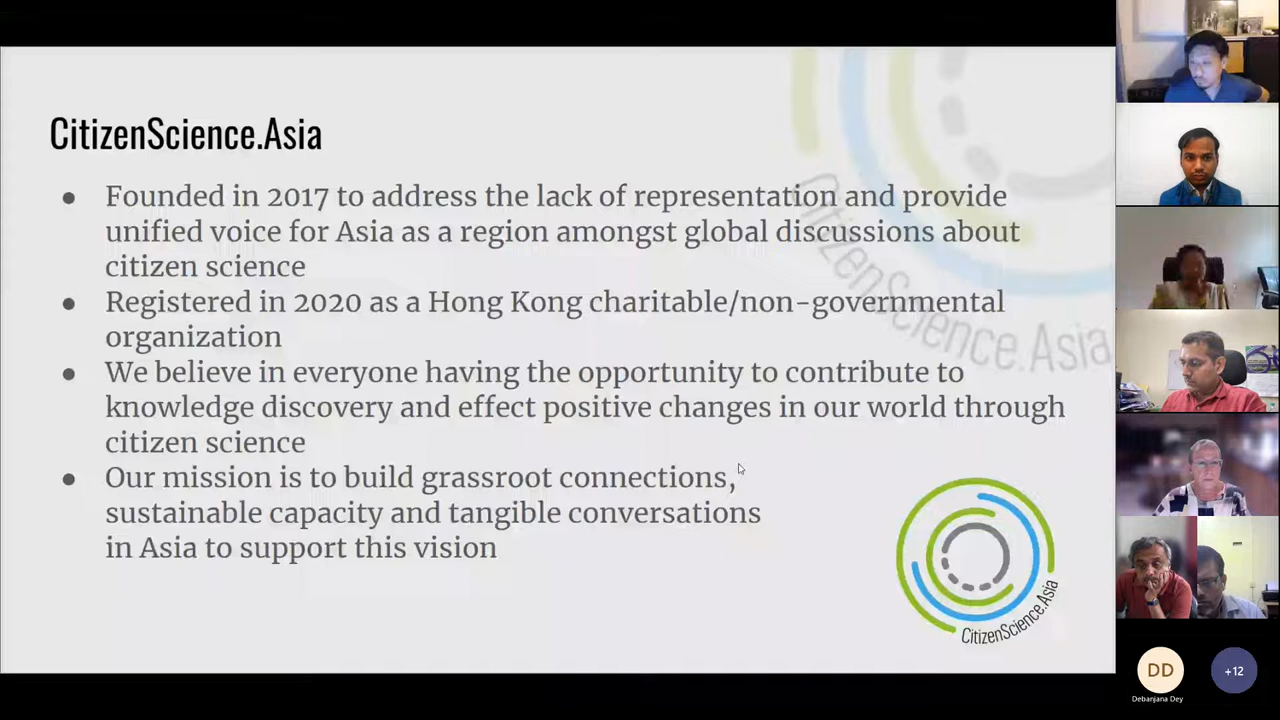 CitizenScience.Asia
● Founded in 2017 to address the lack of representation and provide
unified voice for Asia as a region amongst global discussions about
citizen science
● Registered in 2020 as a Hong Kong charitable/non-governmental
organization
● We believe in everyone having the opportunity to contribute to
knowledge discovery and effect positive changes in our world through
citizen science
● Our mission is to build grassroot connections,
sustainable capacity and tangible conversations
in Asia to support this vision
CitizenScience.Asia
CitizenScience.Asia
DD
Debanjana Dey
+12